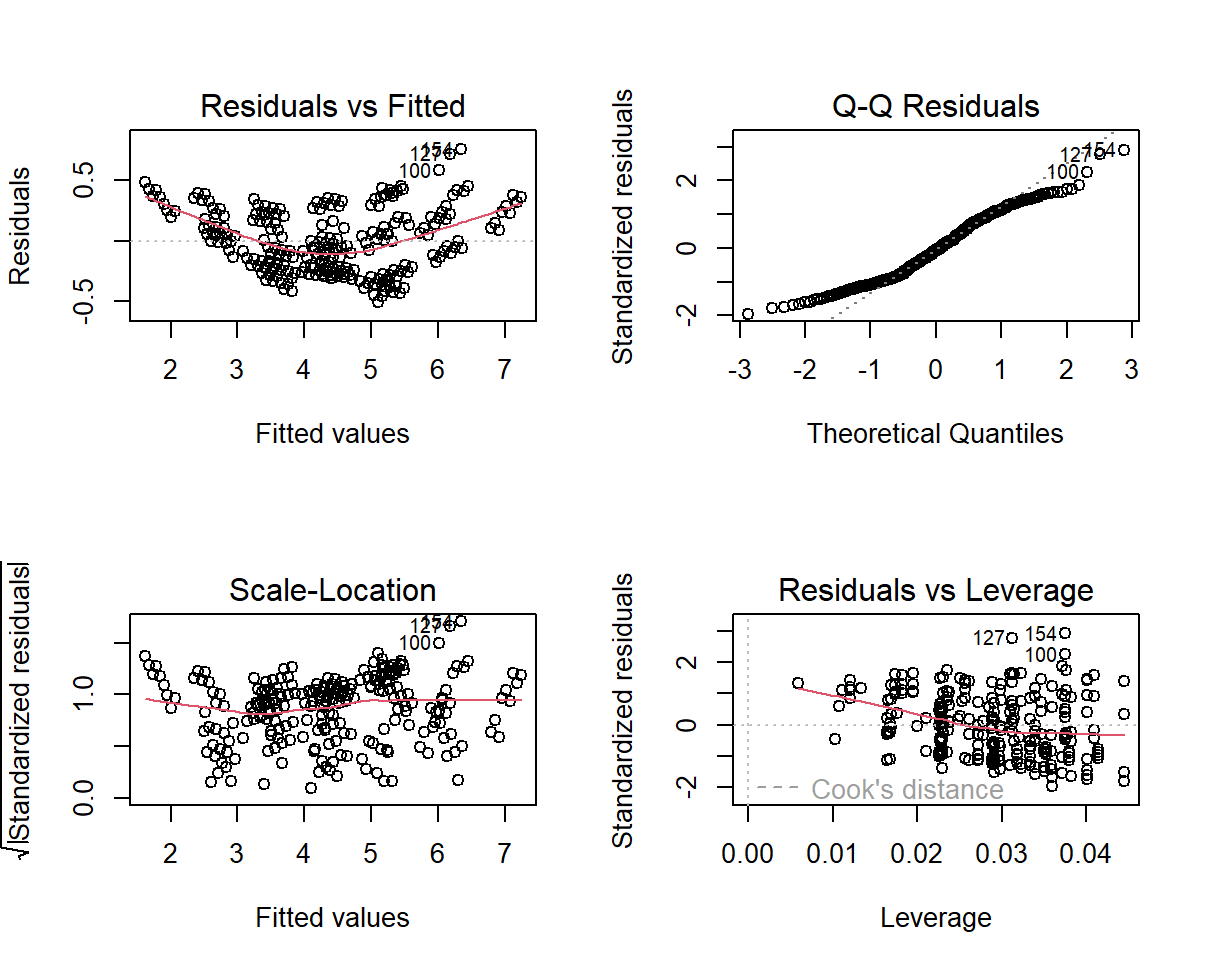 Residuals vs Fitted
Residuals
0.5
-0.5
154
127
100
2 3 4 5 6 7
Fitted values
Q-Q Residuals
Standardized residuals
2
0
-2
154
127
100
-3 -2 -1 0 1 2 3
Theoretical Quantiles
Scale-Location
√|Standardized residuals|
1.0
0.0
154
127
100
2 3 4 5 6 7
Fitted values
Residuals vs Leverage
Standardized residuals
2
0
-2
127 154
100
Cook's distance
0.00 0.01 0.02 0.03 0.04
Leverage